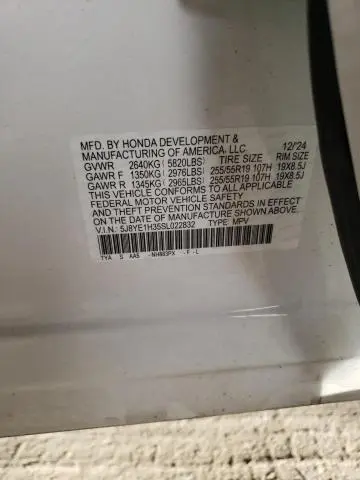 MFD. BY HONDA DEVELOPMENT & 12/'24
MANUFACTURING OF AMERICA, LLC
GVWR 2640KG(5820LBS) TIRE SIZE RIM SIZE
GAWR F 1350KG(2976LBS) 255/55R19 107H 19X8.5J
GAWR R 1345KG(2965LBS) 255/55R19 107H 19X8.5J
THIS VEHICLE CONFORMS TO ALL APPLICABLE
FEDERAL MOTOR VEHICLE SAFETY
AND THEFT PREVENTION STANDARDS IN EFFECT
ON THE DATE OF MANUFACTURE SHOWN ABOVE.
V.I.N.: 5J8YE1H35SL022832 TYPE: MPV
TYA S AA5 -NH883PX -F -L